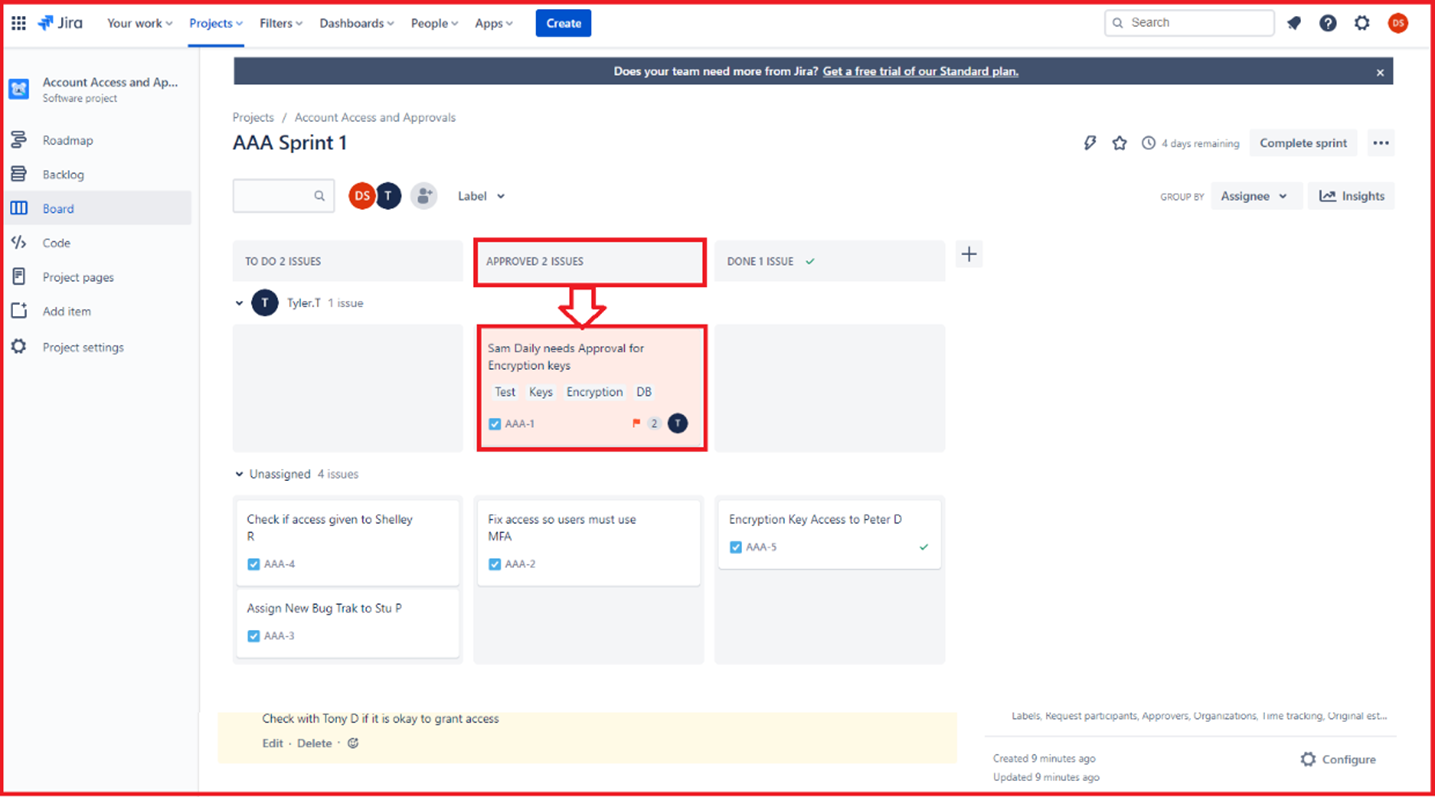 Jira Your work Projects Filters Dashboards People Apps Create Search DS
Does your team need more from Jira? Get a free trial of our Standard plan.
Account Access and Ap...
Software project
Roadmap
Backlog
Board
Code
Project pages
Add item
Project settings
Projects / Account Access and Approvals
AAA Sprint 1
4 days remaining Complete sprint
DS T Label
GROUP BY Assignee Insights
TO DO 2 ISSUES
APPROVED 2 ISSUES
DONE 1 ISSUE
T Tyler.T 1 issue
Sam Daily needs Approval for
Encryption keys
Test Keys Encryption DB
AAA-1 2 T
Unassigned 4 issues
Check if access given to Shelley
R
AAA-4
Assign New Bug Trak to Stu P
AAA-3
Fix access so users must use
MFA
AAA-2
Encryption Key Access to Peter D
AAA-5
Check with Tony D if it is okay to grant access
Edit · Delete ·
Labels, Request participants, Approvers, Organizations, Time tracking, Original est...
Created 9 minutes ago
Configure
Updated 9 minutes ago